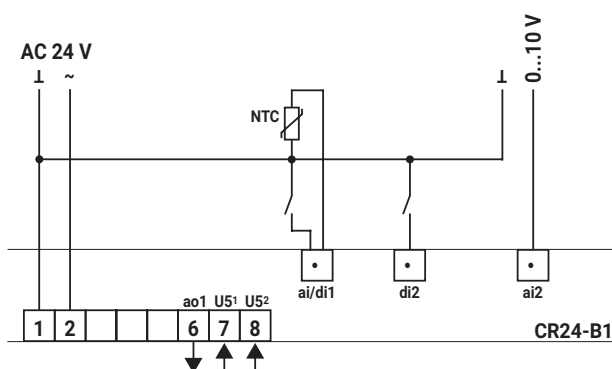 AC 24 V
⊥ ~
⊥ 0...10 V
NTC
ai/di1 di2 ai2
ao1 U5¹ U5²
1 2 6 7 8
CR24-B1